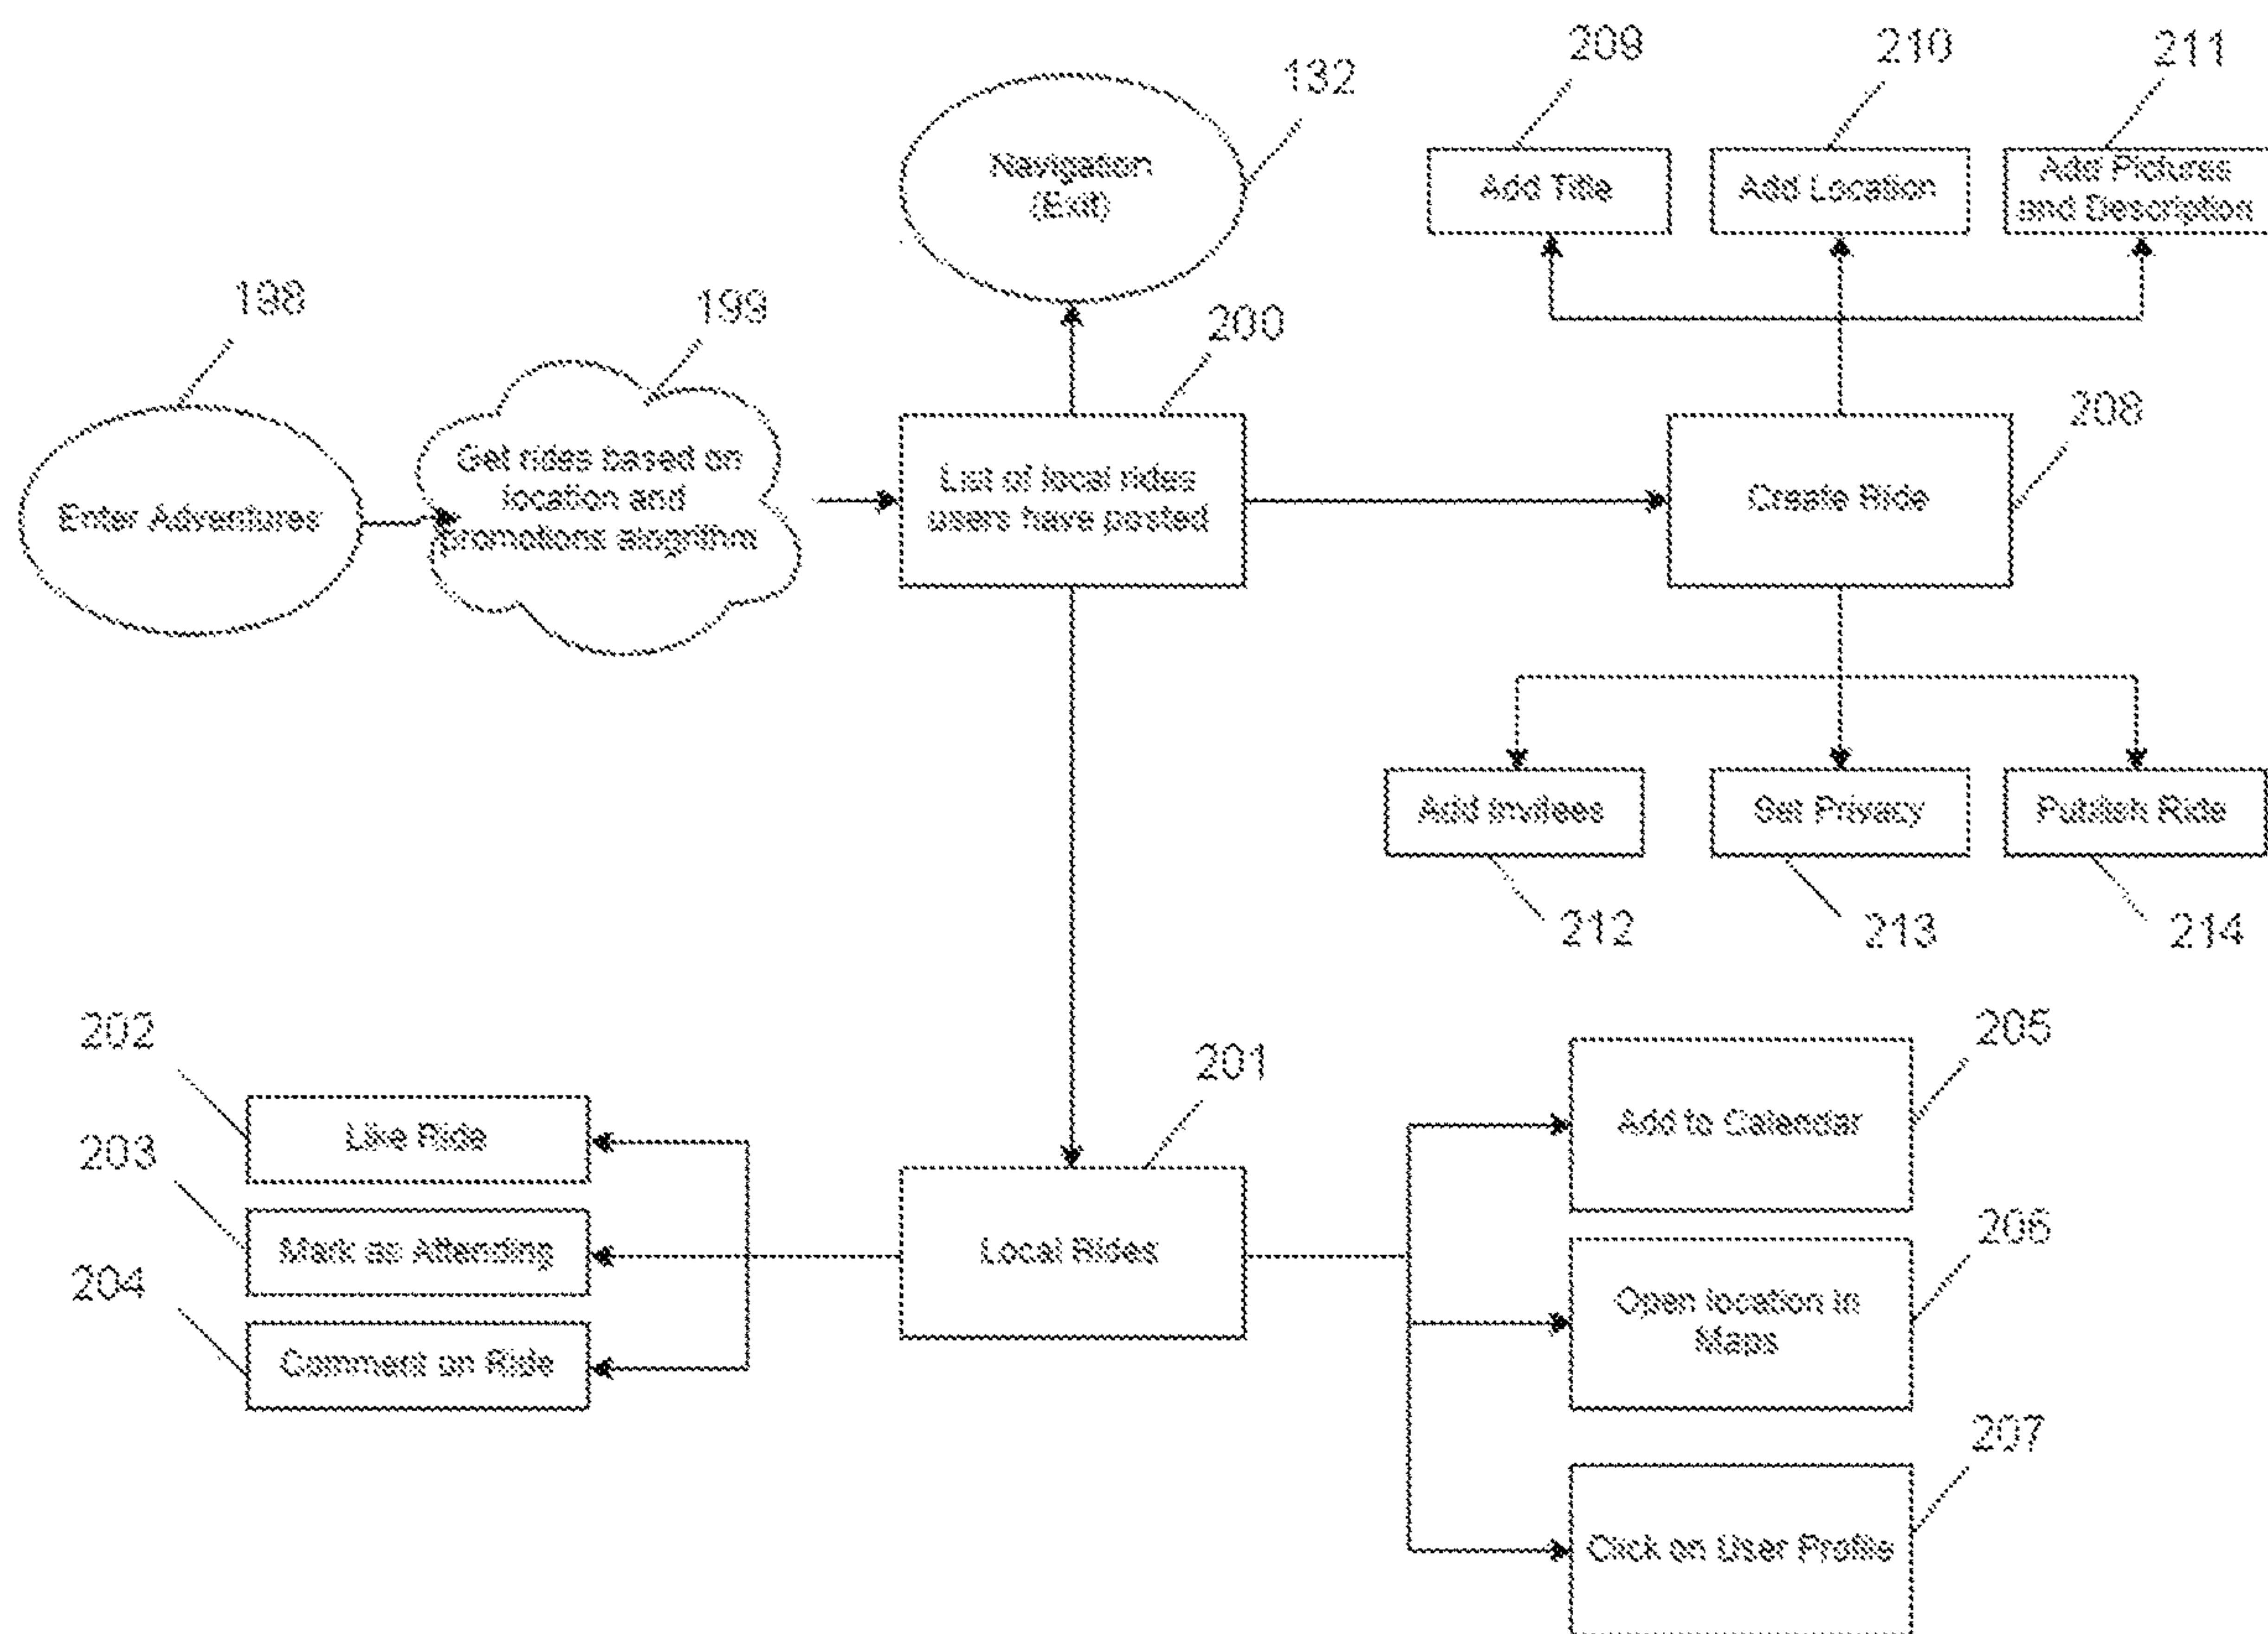 209
210
211
132
Navigation
(Exit)
Add Title
Add Location
Add Pictures
and Description
198
199
200
208
Enter Adventures
Get rides based on
location and
promotions alogrithm
List of local rides
users have posted
Create Ride
Add Invitees
Set Privacy
Publish Ride
212
213
214
202
203
204
Like Ride
Mark as Attending
Comment on Ride
201
Local Rides
205
Add to Calendar
206
Open location in
Maps
207
Click on User Profile